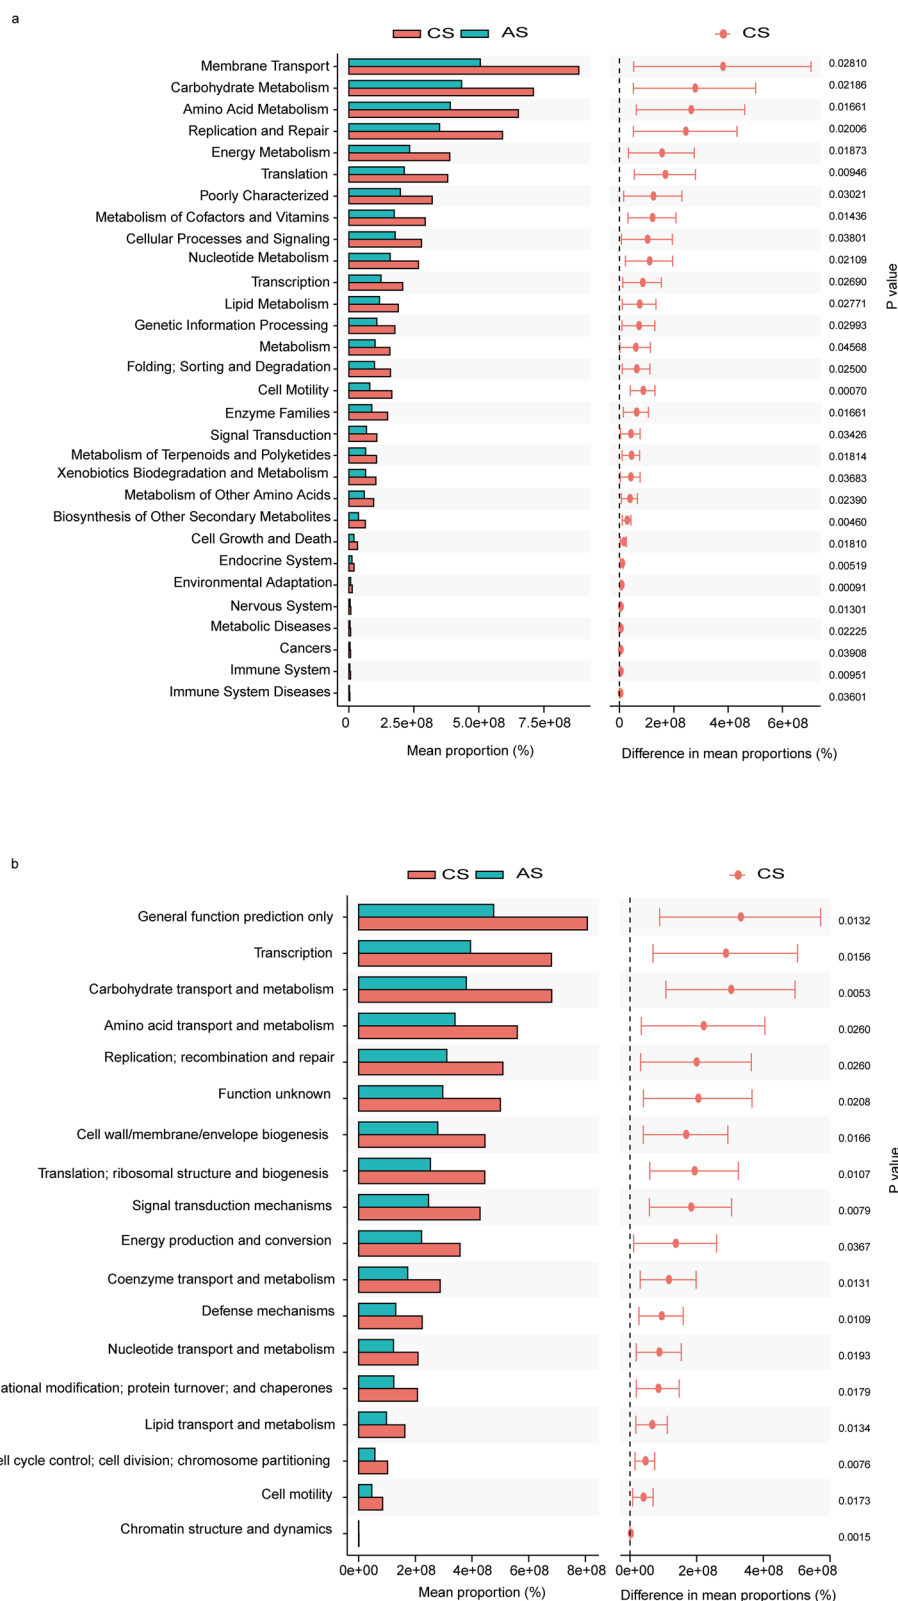 a
CS AS CS
Membrane Transport 0.02810
Carbohydrate Metabolism 0.02186
Amino Acid Metabolism 0.01661
Replication and Repair 0.02006
Energy Metabolism 0.01873
Translation 0.00946
Poorly Characterized 0.03021
Metabolism of Cofactors and Vitamins 0.01436
Cellular Processes and Signaling 0.03801
Nucleotide Metabolism 0.02109
Transcription 0.02690
Lipid Metabolism 0.02771
Genetic Information Processing 0.02993
Metabolism 0.04568
Folding; Sorting and Degradation 0.02500
Cell Motility 0.00070
Enzyme Families 0.01661
Signal Transduction 0.03426
Metabolism of Terpenoids and Polyketides 0.01814
Xenobiotics Biodegradation and Metabolism 0.03683
Metabolism of Other Amino Acids 0.02390
Biosynthesis of Other Secondary Metabolites 0.00460
Cell Growth and Death 0.01810
Endocrine System 0.00519
Environmental Adaptation 0.00091
Nervous System 0.01301
Metabolic Diseases 0.02225
Cancers 0.03908
Immune System 0.00951
Immune System Diseases 0.03601
P value
0 2.5e+08 5.0e+08 7.5e+08 0 2e+08 4e+08 6e+08
Mean proportion (%) Difference in mean proportions (%)
b
CS AS CS
General function prediction only 0.0132
Transcription 0.0156
Carbohydrate transport and metabolism 0.0053
Amino acid transport and metabolism 0.0260
Replication; recombination and repair 0.0260
Function unknown 0.0208
Cell wall/membrane/envelope biogenesis 0.0166
Translation; ribosomal structure and biogenesis 0.0107
Signal transduction mechanisms 0.0079
Energy production and conversion 0.0367
Coenzyme transport and metabolism 0.0131
Defense mechanisms 0.0109
Nucleotide transport and metabolism 0.0193
ational modification; protein turnover; and chaperones 0.0179
Lipid transport and metabolism 0.0134
ell cycle control; cell division; chromosome partitioning 0.0076
Cell motility 0.0173
Chromatin structure and dynamics 0.0015
P value
0e+00 2e+08 4e+08 6e+08 8e+08 0e+00 2e+08 4e+08 6e+08
Mean proportion (%) Difference in mean proportions (%)